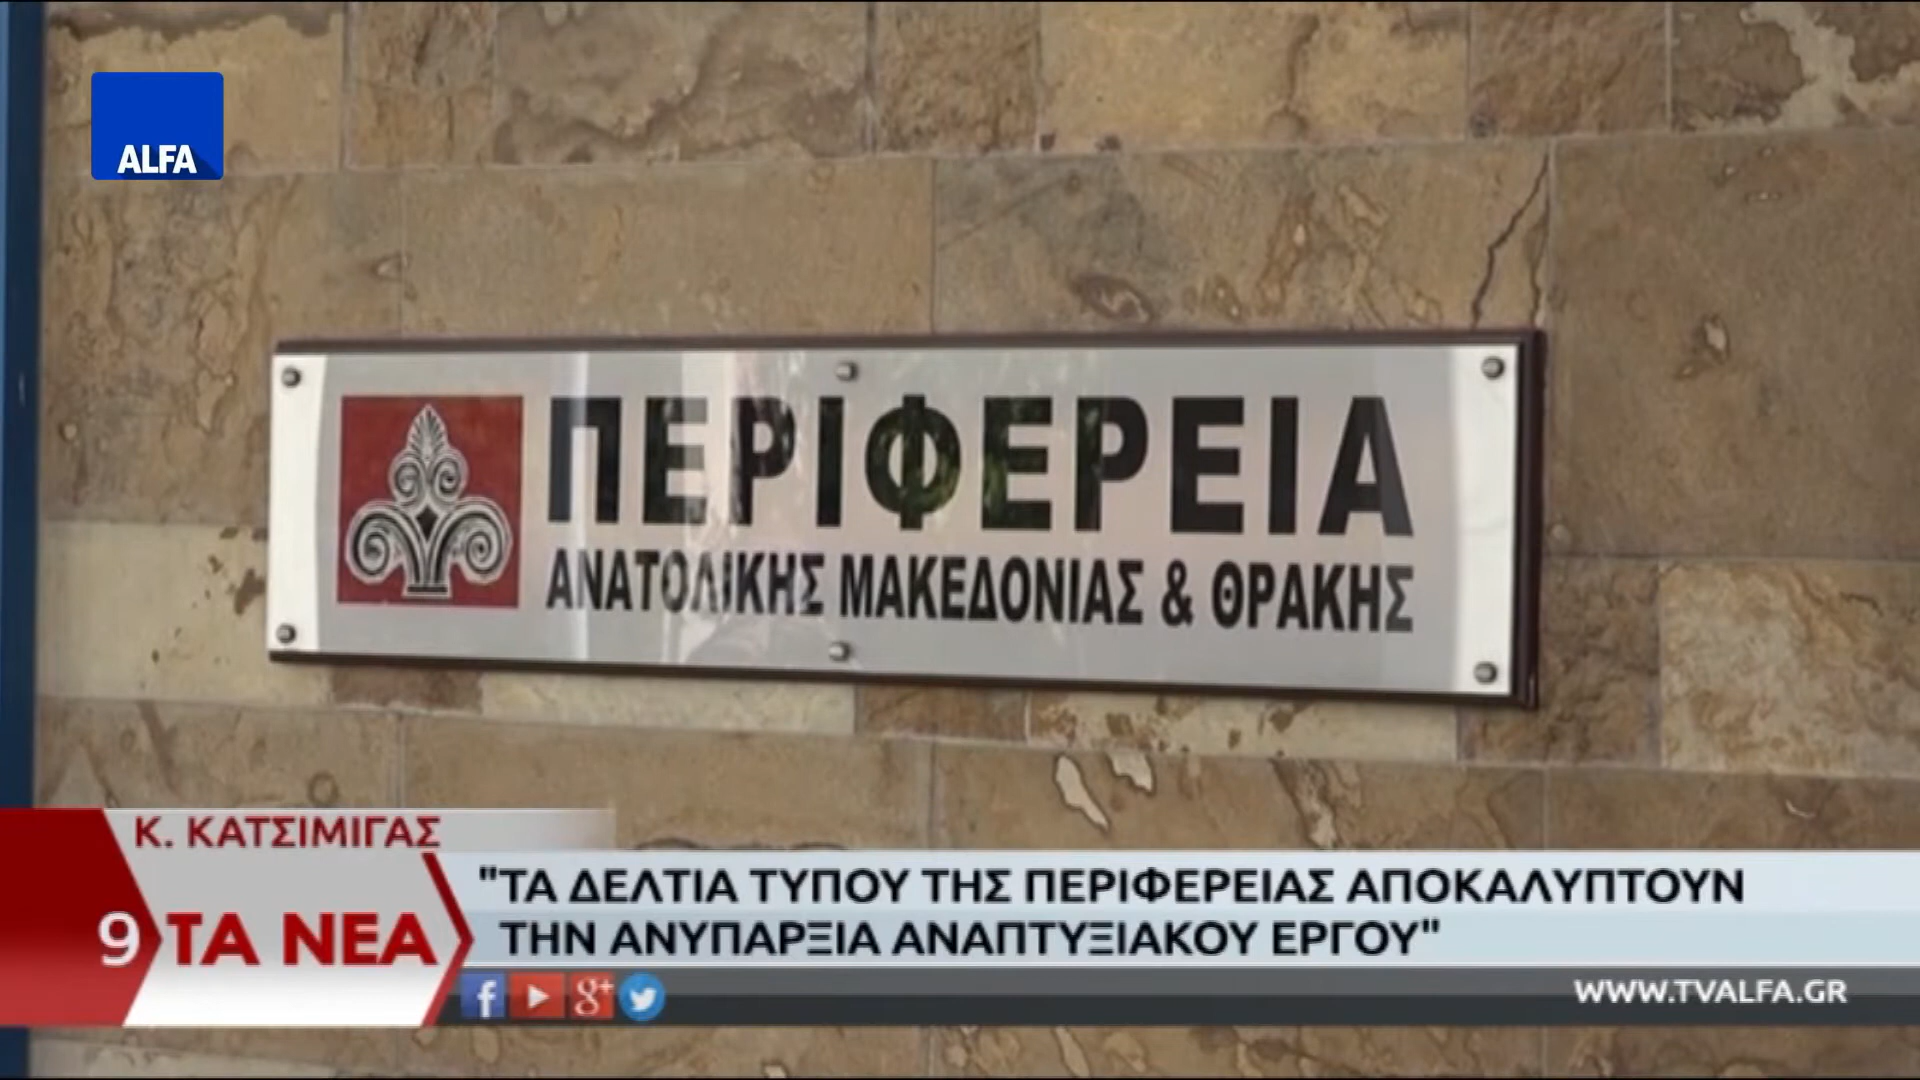 ALFA
ΠΕΡΙΦΕΡΕΙΑ
ΑΝΑΤΟΛΙΚΗΣ ΜΑΚΕΔΟΝΙΑΣ & ΘΡΑΚΗΣ
Κ. ΚΑΤΣΙΜΙΓΑΣ
9 ΤΑ ΝΕΑ
"ΤΑ ΔΕΛΤΙΑ ΤΥΠΟΥ ΤΗΣ ΠΕΡΙΦΕΡΕΙΑΣ ΑΠΟΚΑΛΥΠΤΟΥΝ
ΤΗΝ ΑΝΥΠΑΡΞΙΑ ΑΝΑΠΤΥΞΙΑΚΟΥ ΕΡΓΟΥ"
f g+
WWW.TVALFA.GR